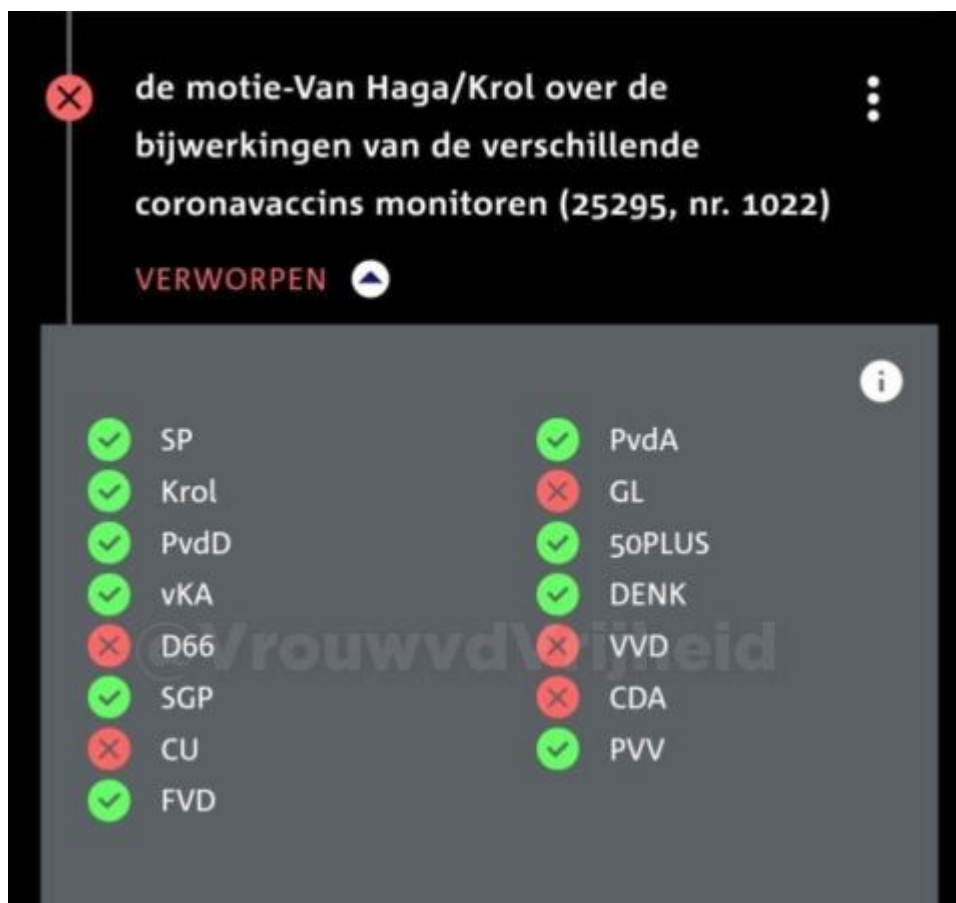 de motie-Van Haga/Krol over de
bijwerkingen van de verschillende
coronavaccins monitoren (25295, nr. 1022)
VERWORPEN
i
SP
Krol
PvdD
vKA
D66
SGP
CU
FVD
PvdA
GL
50PLUS
DENK
VVD
CDA
PVV
@VrouwvdVrijheid